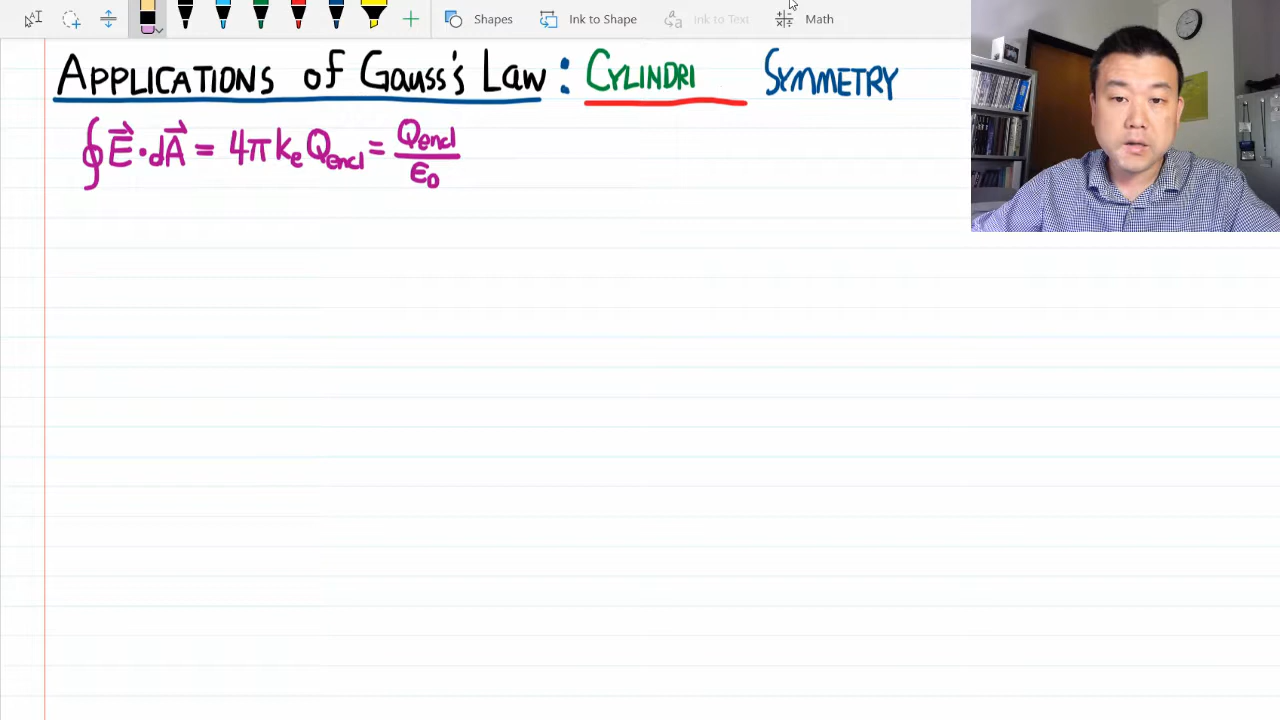 Shapes Ink to Shape Ink to Text Math
APPLICATIONS of Gauss's Law: CYLINDRI SYMMETRY
∮E⃗·dA⃗ = 4πkₑQₑₙcₗ = Qₑₙcₗ/ε₀